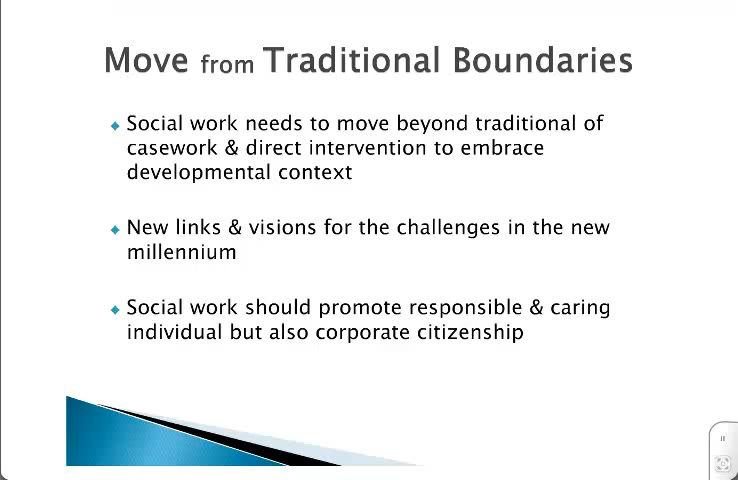 Move from Traditional Boundaries
Social work needs to move beyond traditional of
casework & direct intervention to embrace
developmental context
New links & visions for the challenges in the new
millennium
Social work should promote responsible & caring
individual but also corporate citizenship